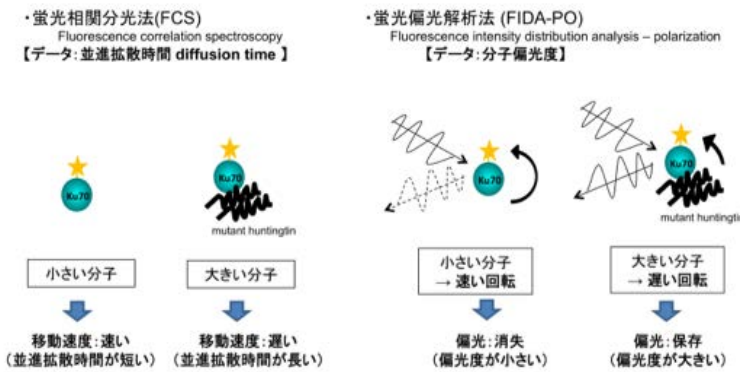 ・蛍光相関分光法(FCS)
Fluorescence correlation spectroscopy
【データ:並進拡散時間 diffusion time 】
Ku70
Ku70
mutant huntingtin
小さい分子
大きい分子
移動速度:速い
(並進拡散時間が短い)
移動速度:遅い
(並進拡散時間が長い)
・蛍光偏光解析法 (FIDA-PO)
Fluorescence intensity distribution analysis – polarization
【データ:分子偏光度】
Ku70
Ku70
mutant huntingtin
小さい分子
→ 速い回転
大きい分子
→ 遅い回転
偏光:消失
(偏光度が小さい)
偏光:保存
(偏光度が大きい)